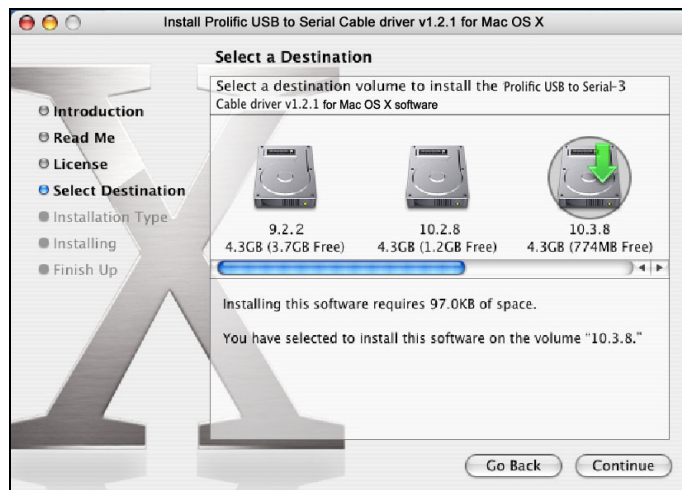 Install Prolific USB to Serial Cable driver v1.2.1 for Mac OS X
Select a Destination
Introduction
Read Me
License
Select Destination
Installation Type
Installing
Finish Up
Select a destination volume to install the Prolific USB to Serial-3
Cable driver v1.2.1 for Mac OS X software
9.2.2
4.3GB (3.7GB Free)
10.2.8
4.3GB (1.2GB Free)
10.3.8
4.3GB (774MB Free)
Installing this software requires 97.0KB of space.
You have selected to install this software on the volume “10.3.8.”
Go Back
Continue